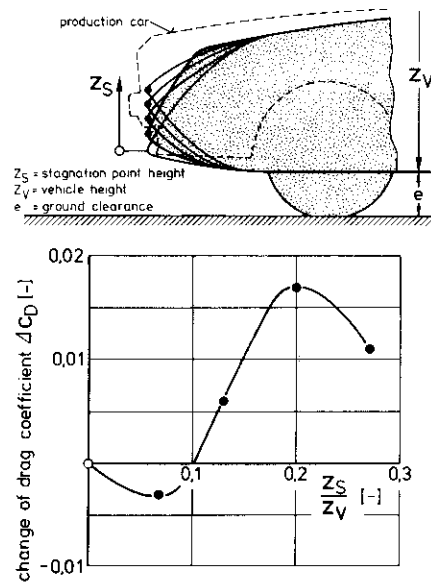 production car
Z_S
Z_V
Z_S = stagnation point height
Z_V = vehicle height
e = ground clearance
e
0,02
0,01
0
-0,01
0,1
0,2
0,3
Z_S
Z_V [-]
change of drag coefficient ΔC_D [-]